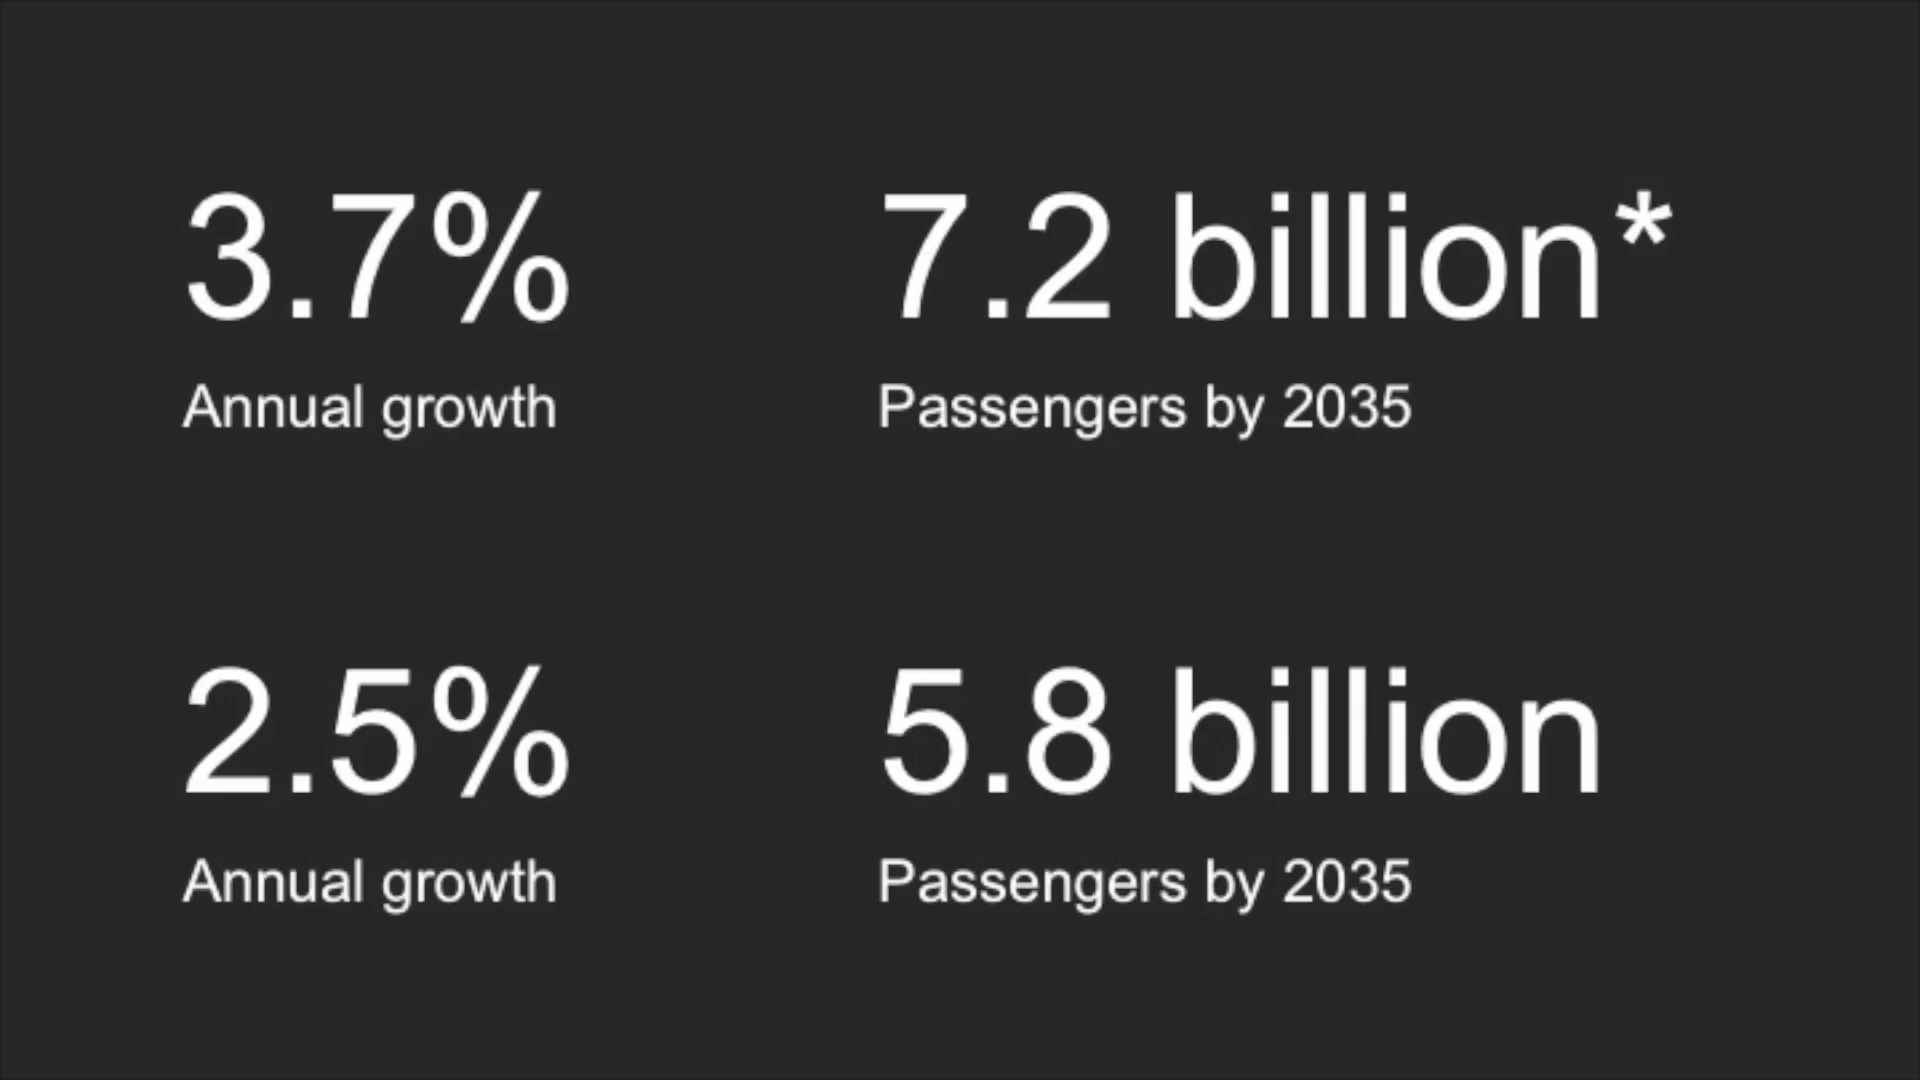 3.7%
7.2 billion*
Annual growth
Passengers by 2035
2.5%
5.8 billion
Annual growth
Passengers by 2035